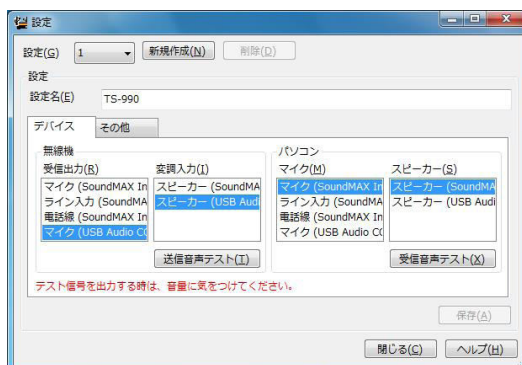 設定
設定(G) 1 新規作成(N) 削除(D)
設定
設定名(E) TS-990
デバイス その他
無線機 パソコン
受信出力(R) 変調入力(I) マイク(M) スピーカー(S)
マイク (SoundMAX In スピーカー (SoundMA マイク (SoundMAX In スピーカー (SoundMA
ライン入力 (SoundMA スピーカー (USB Audi ライン入力 (SoundMA スピーカー (USB Audi
電話線 (SoundMAX In 電話線 (SoundMAX In
マイク (USB Audio CO マイク (USB Audio CO
送信音声テスト(T) 受信音声テスト(X)
テスト信号を出力する時は、音量に気をつけてください。
保存(A)
閉じる(C) ヘルプ(H)